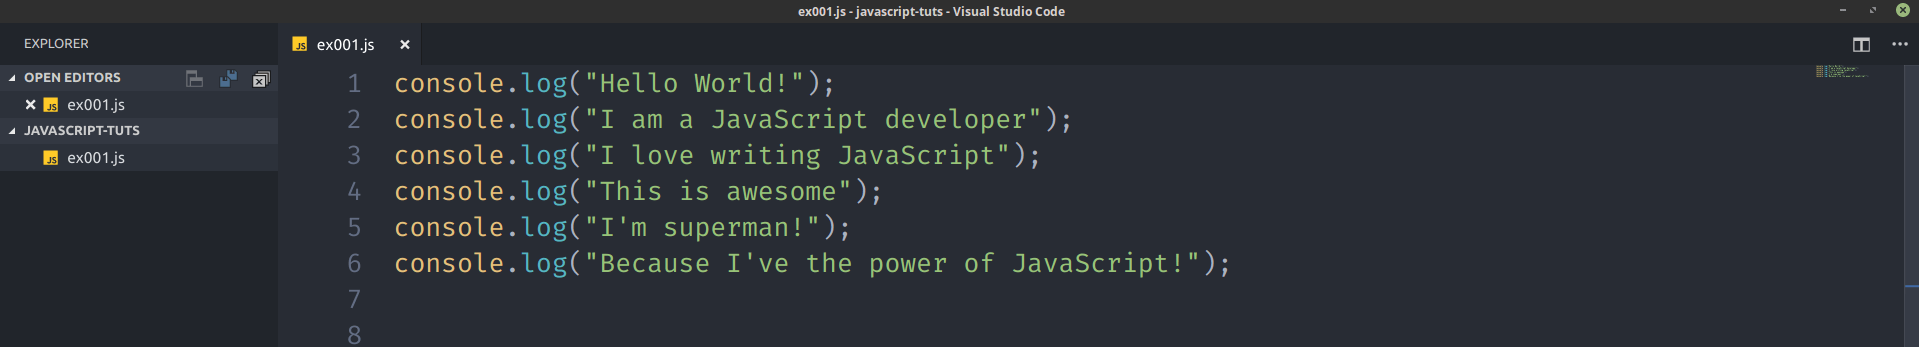 ex001.js - javascript-tuts - Visual Studio Code
EXPLORER
OPEN EDITORS
JS ex001.js
JAVASCRIPT-TUTS
JS ex001.js
JS ex001.js
1 console.log("Hello World!");
2 console.log("I am a JavaScript developer");
3 console.log("I love writing JavaScript");
4 console.log("This is awesome");
5 console.log("I'm superman!");
6 console.log("Because I've the power of JavaScript!");
7
8